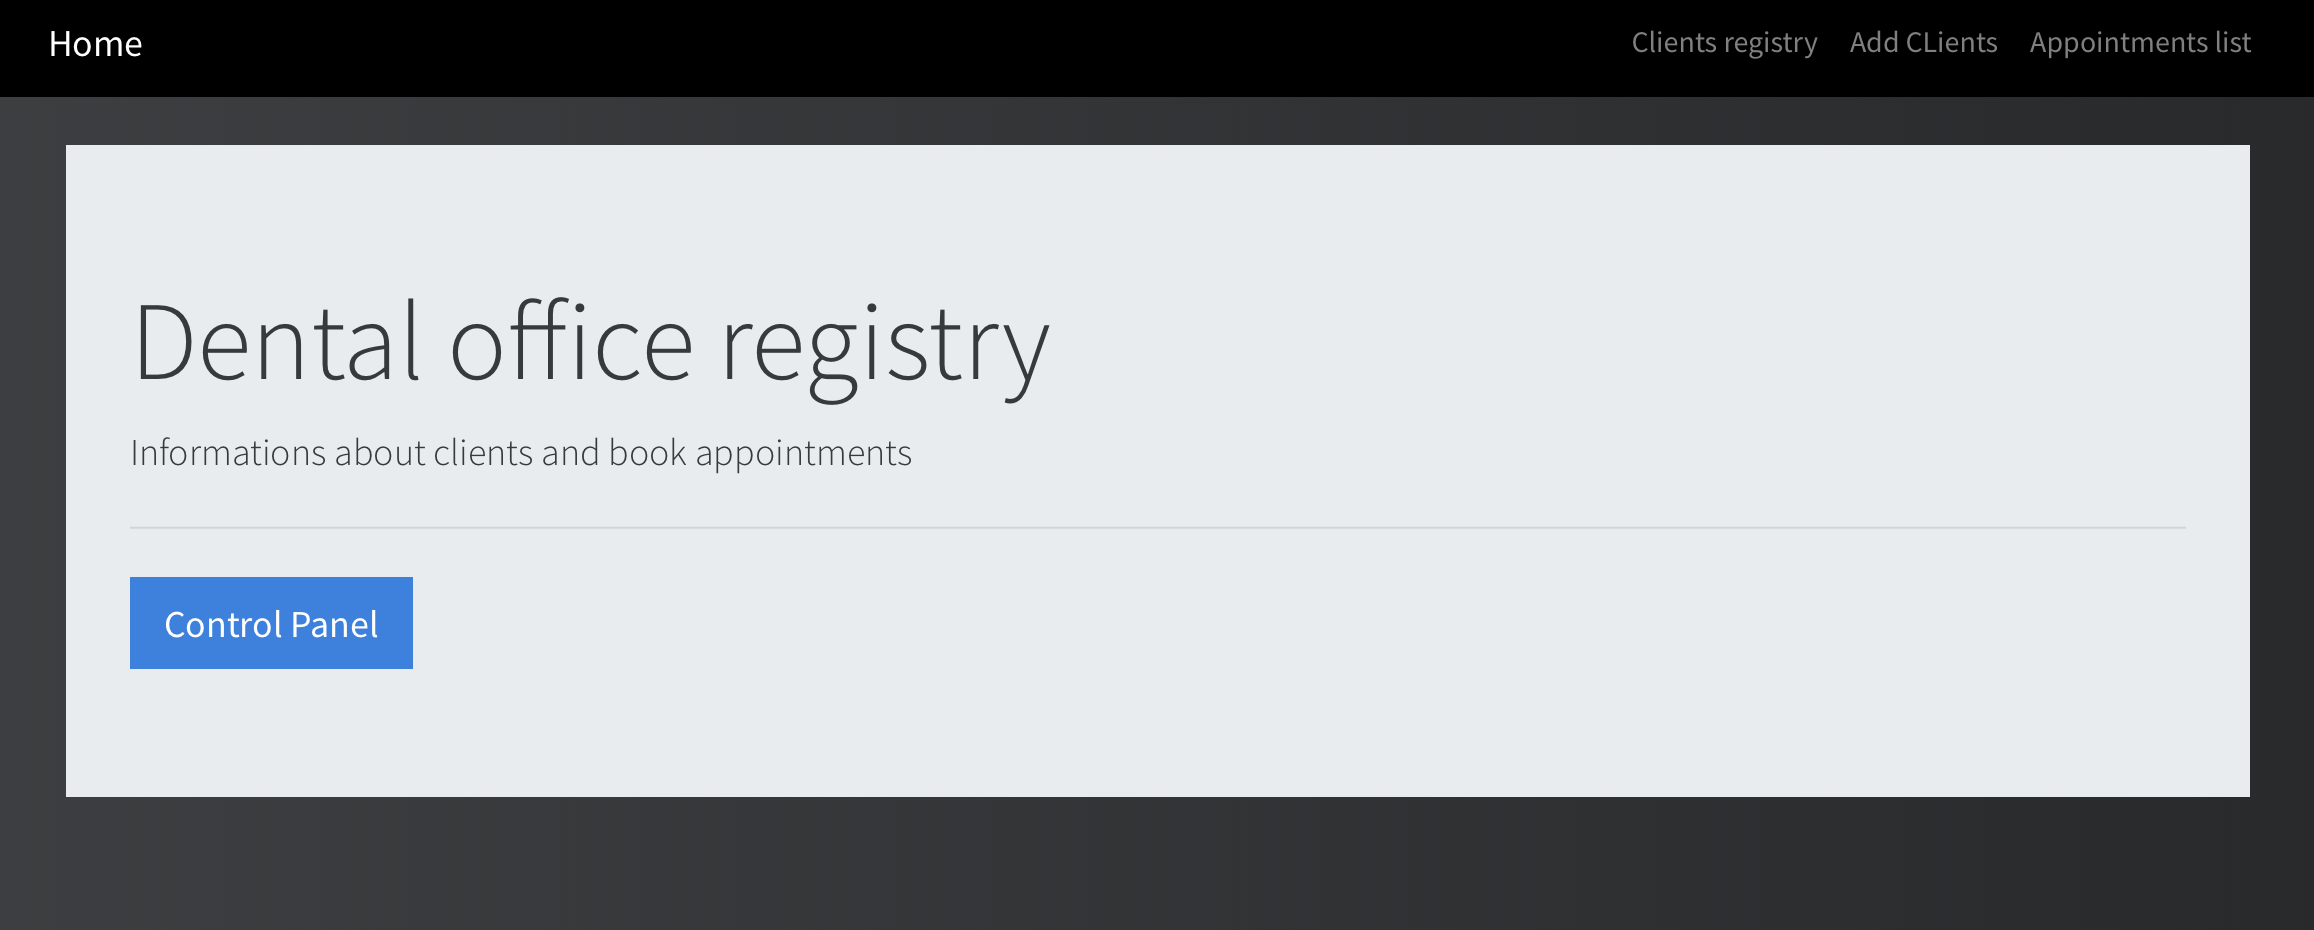 Home
Clients registry
Add CLients
Appointments list
Dental office registry
Informations about clients and book appointments
Control Panel